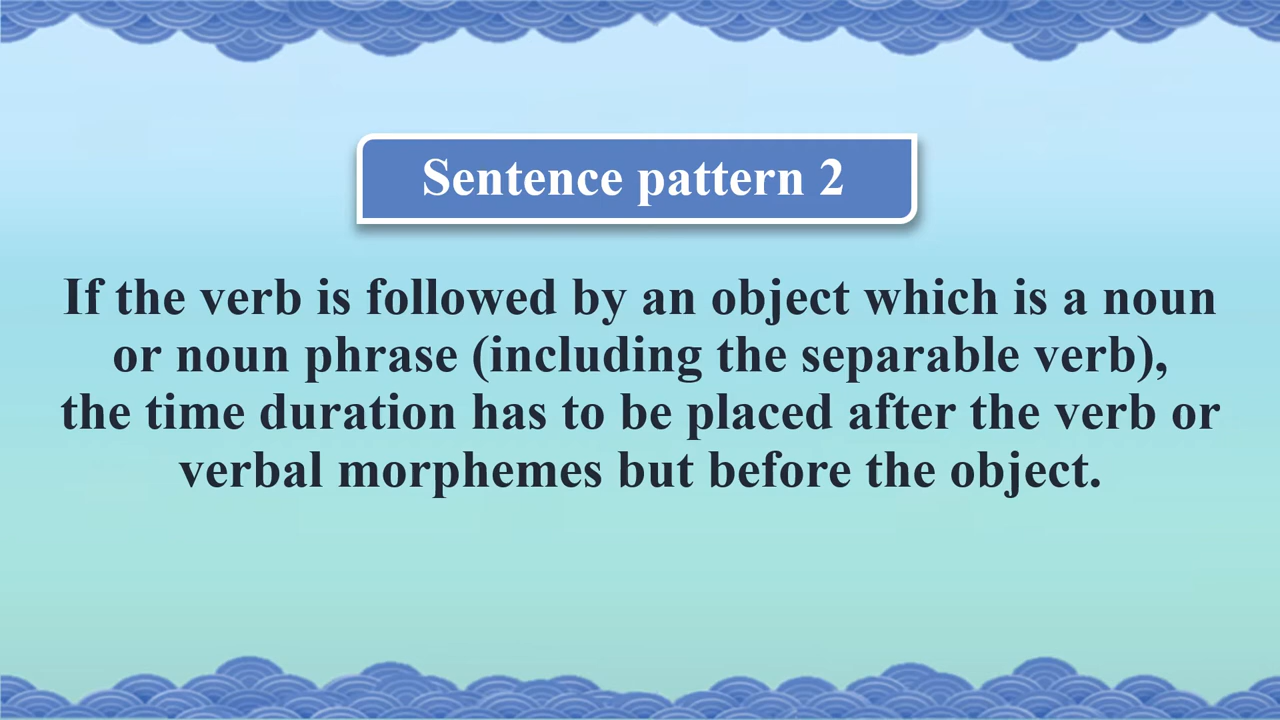 Sentence pattern 2
If the verb is followed by an object which is a noun
or noun phrase (including the separable verb),
the time duration has to be placed after the verb or
verbal morphemes but before the object.